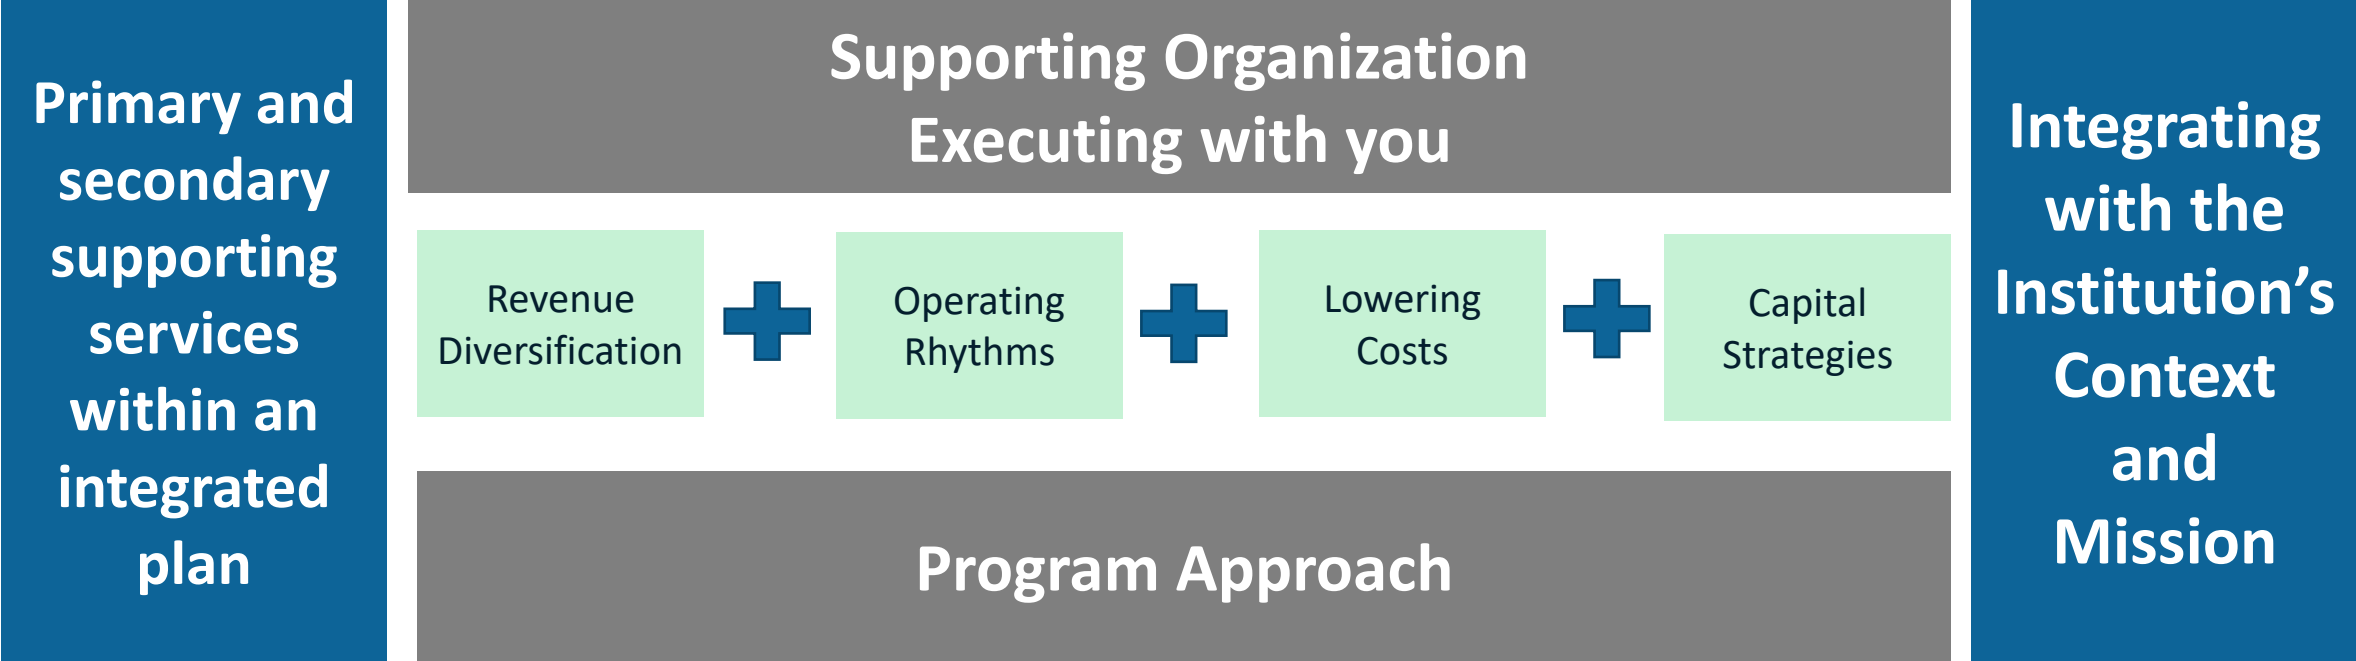 Primary and
secondary
supporting
services
within an
integrated
plan
Supporting Organization
Executing with you
Revenue
Diversification
Operating
Rhythms
Lowering
Costs
Capital
Strategies
Program Approach
Integrating
with the
Institution’s
Context
and
Mission